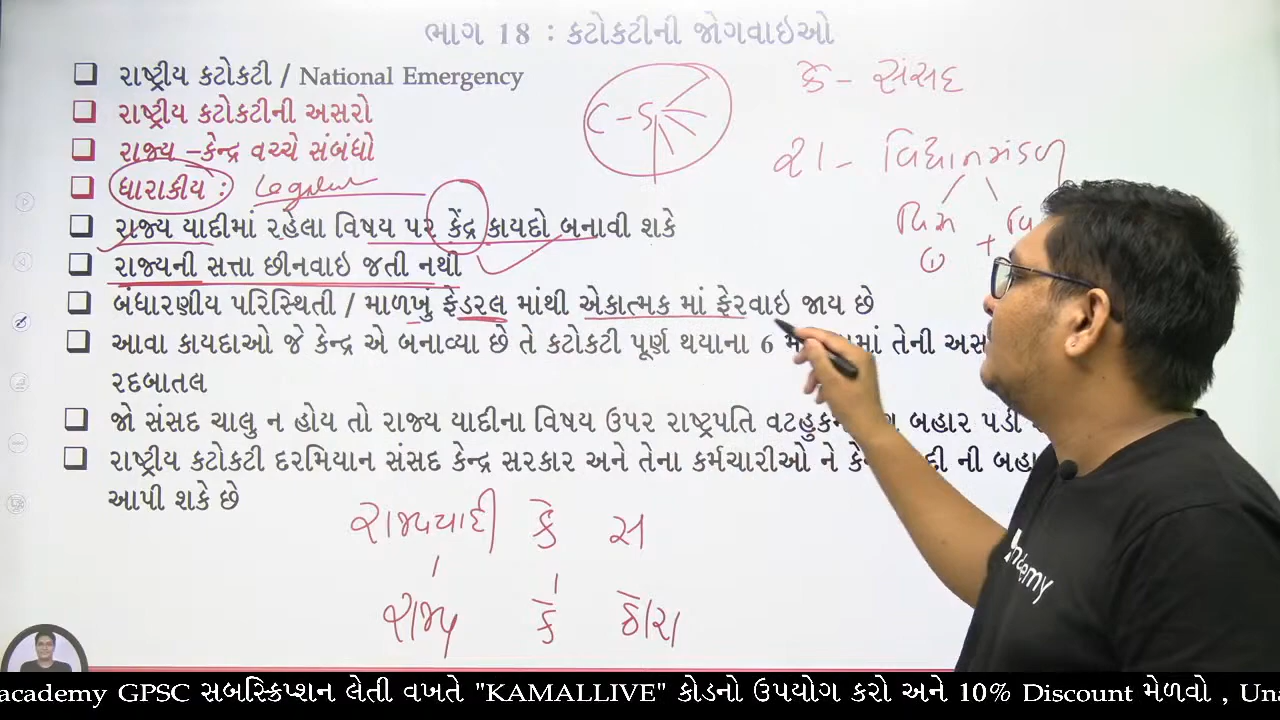 ભાગ 18 : કટોકટીની જોગવાઇઓ
રાષ્ટ્રીય કટોકટી / National Emergency
રાષ્ટ્રીય કટોકટીની અસરો
રાજ્ય –કેન્દ્ર વચ્ચે સંબંધો
ધારાકીય :
રાજ્ય યાદીમાં રહેલા વિષય પર કેંદ્ર કાયદો બનાવી શકે
રાજ્યની સત્તા છીનવાઇ જતી નથી
બંધારણીય પરિસ્થિતી / માળખુ ફેડરલ માંથી એકાત્મક માં ફેરવાઇ જાય છે
આવા કાયદાઓ જે કેન્દ્ર એ બનાવ્યા છે તે કટોકટી પૂર્ણ થયાના 6 તેની
રદબાતલ
જો સંસદ ચાલુ ન હોય તો રાજ્ય યાદીના વિષય ઉપર રાષ્ટ્રપતિ બહાર પડી
રાષ્ટ્રીય કટોકટી દરમિયાન સંસદ કેન્દ્ર સરકાર અને તેના કર્મચારીઓ ને ની
આપી શકે છે
C-S
કે - સંસદ
રા - વિધાનમંડળ
વિસ + વિ
①
રાજ્યયાદી કે સ
રાજ્ય કે
academy GPSC સબસ્ક્રિપ્શન લેતી વખતે "KAMALLIVE" કોડનો ઉપયોગ કરો અને 10% Discount મેળવો , Una